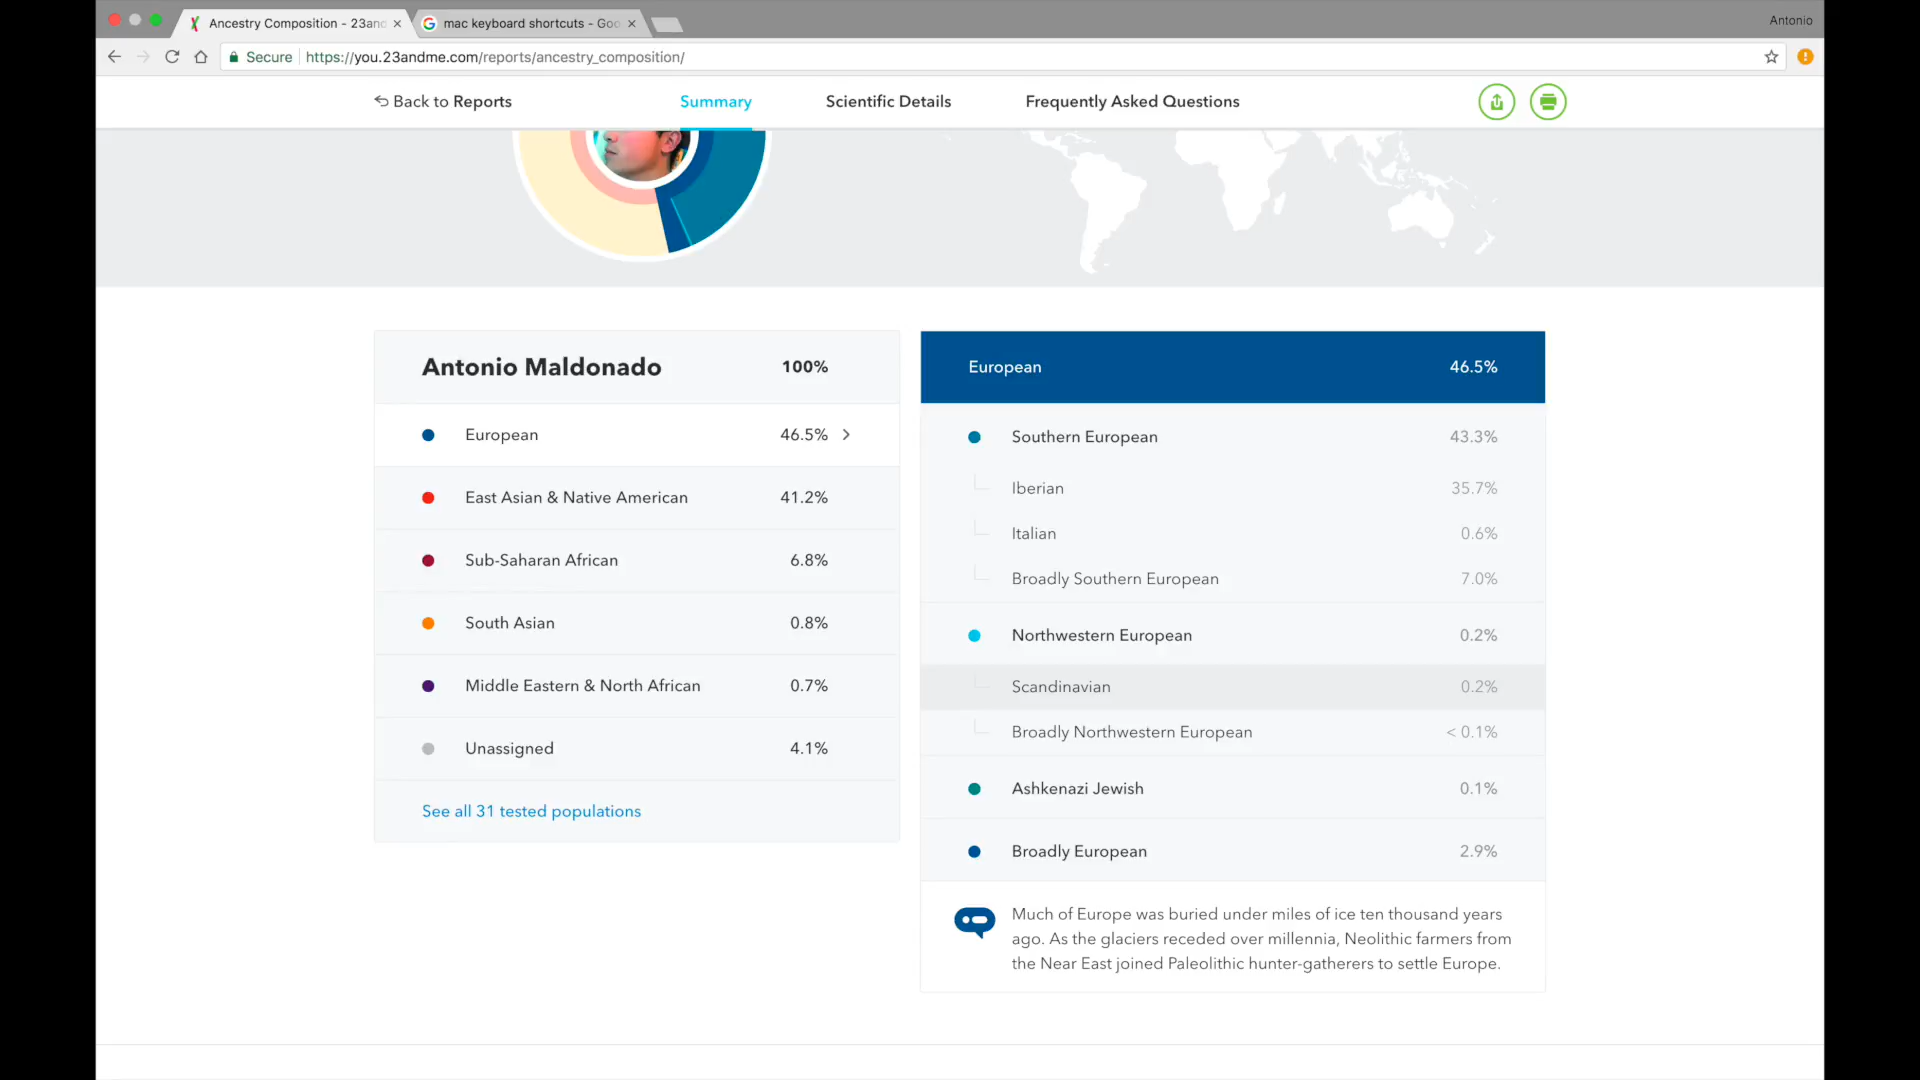 Ancestry Composition - 23and
mac keyboard shortcuts - Goo
Antonio
Secure
https://you.23andme.com/reports/ancestry_composition/
Back to Reports
Summary
Scientific Details
Frequently Asked Questions
Antonio Maldonado 100%
European 46.5%
East Asian & Native American 41.2%
Sub-Saharan African 6.8%
South Asian 0.8%
Middle Eastern & North African 0.7%
Unassigned 4.1%
See all 31 tested populations
European 46.5%
Southern European 43.3%
Iberian 35.7%
Italian 0.6%
Broadly Southern European 7.0%
Northwestern European 0.2%
Scandinavian 0.2%
Broadly Northwestern European < 0.1%
Ashkenazi Jewish 0.1%
Broadly European 2.9%
Much of Europe was buried under miles of ice ten thousand years
ago. As the glaciers receded over millennia, Neolithic farmers from
the Near East joined Paleolithic hunter-gatherers to settle Europe.